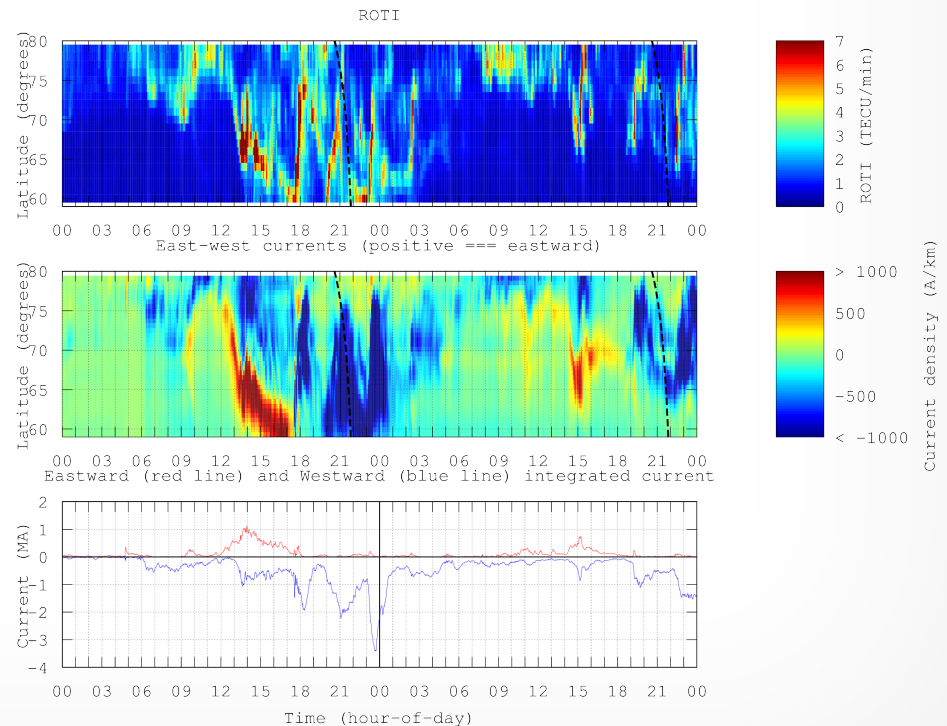 ROTI
80
75
70
65
60
Latitude (degrees)
00 03 06 09 12 15 18 21 00 03 06 09 12 15 18 21 00
7
6
5
4
3
2
1
0
ROTI (TECU/min)
East-west currents (positive === eastward)
80
75
70
65
60
Latitude (degrees)
00 03 06 09 12 15 18 21 00 03 06 09 12 15 18 21 00
> 1000
500
0
-500
< -1000
Current density (A/km)
Eastward (red line) and Westward (blue line) integrated current
2
1
0
-1
-2
-3
-4
Current (MA)
00 03 06 09 12 15 18 21 00 03 06 09 12 15 18 21 00
Time (hour-of-day)